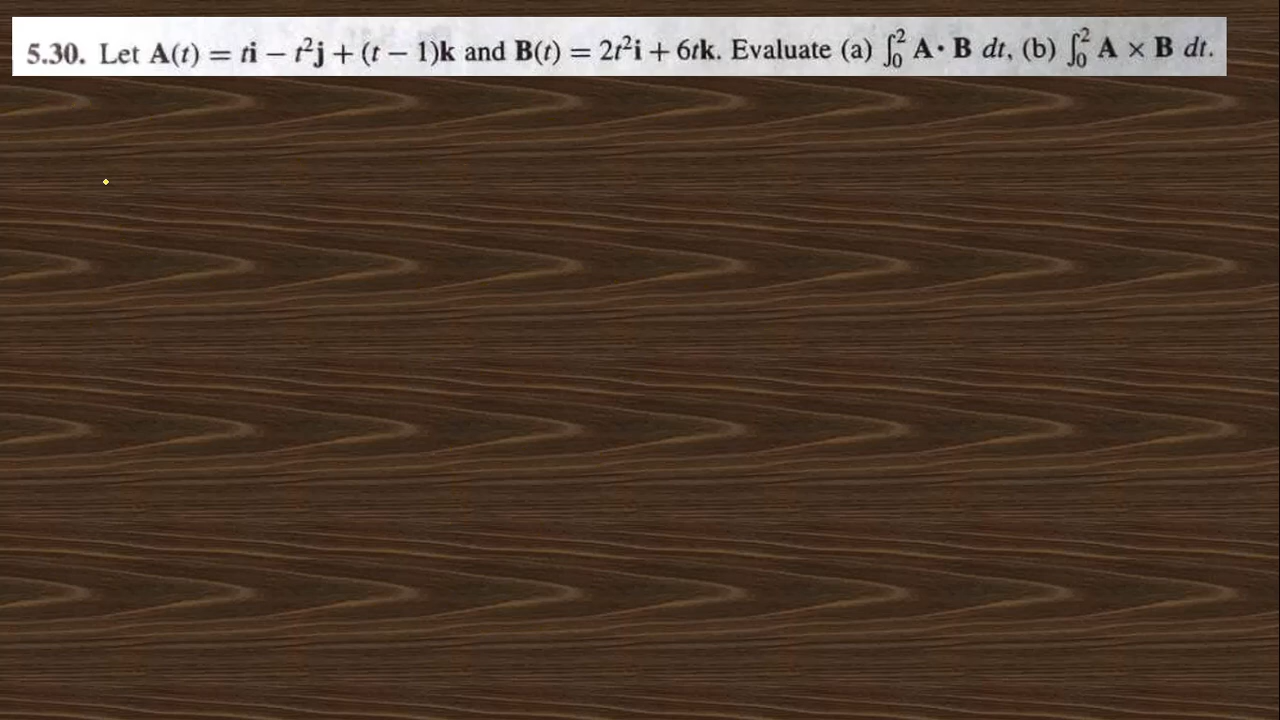 5.30. Let A(t) = ti − t²j + (t − 1)k and B(t) = 2t²i + 6tk. Evaluate (a) ∫₀² A · B dt, (b) ∫₀² A × B dt.